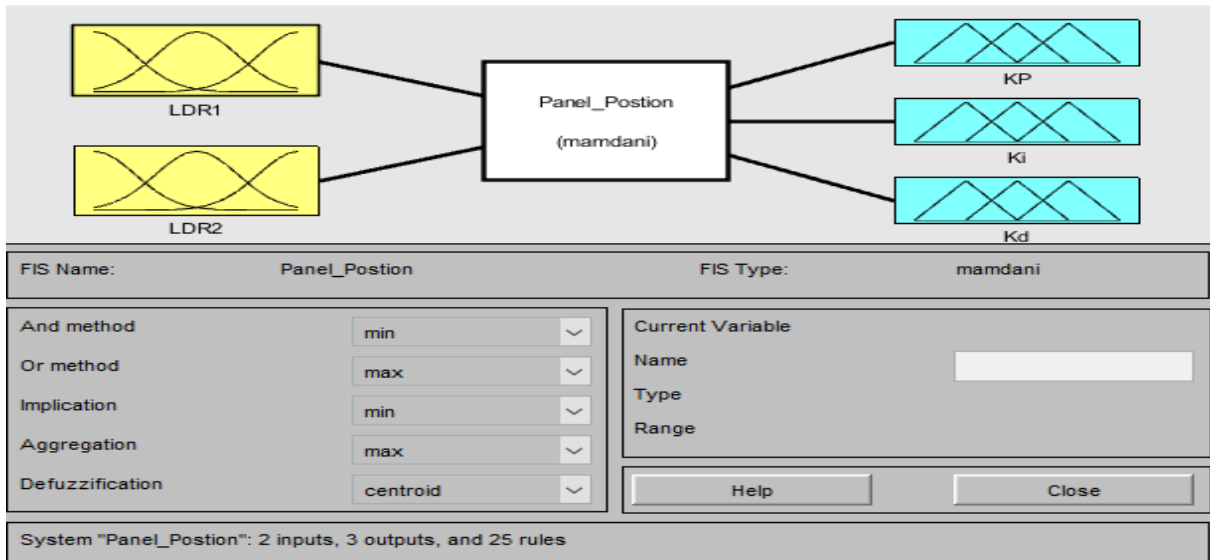 LDR1
LDR2
Panel_Postion
(mamdani)
KP
Ki
Kd
FIS Name: Panel_Postion FIS Type: mamdani
And method min
Or method max
Implication min
Aggregation max
Defuzzification centroid
Current Variable
Name
Type
Range
Help Close
System "Panel_Postion": 2 inputs, 3 outputs, and 25 rules